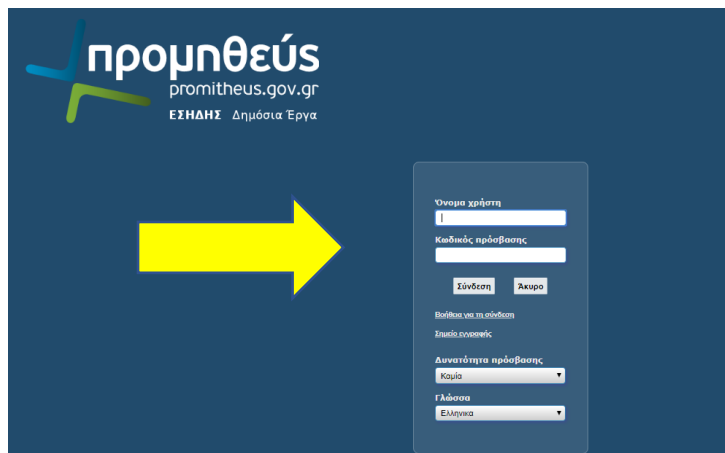 προμηθεύς
promitheus.gov.gr
ΕΣΗΔΗΣ Δημόσια Έργα
Όνομα χρήστη
Κωδικός πρόσβασης
Σύνδεση Άκυρο
Βοήθεια για τη σύνδεση
Σημείο εγγραφής
Δυνατότητα πρόσβασης
Καμία
Γλώσσα
Ελληνικα